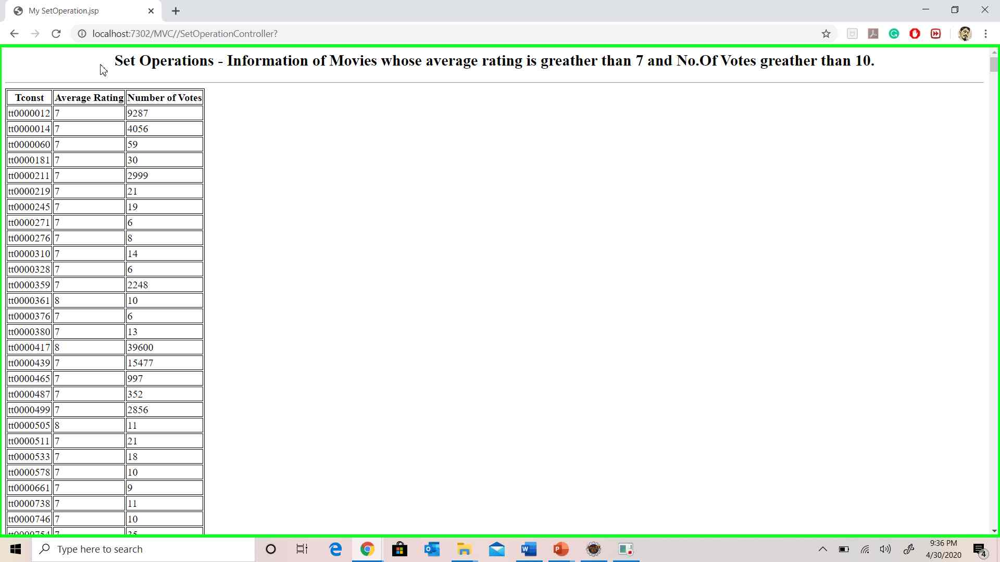 My SetOperation.jsp
localhost:7302/MVC//SetOperationController?
Set Operations - Information of Movies whose average rating is greather than 7 and No.Of Votes greather than 10.
Tconst Average Rating Number of Votes
tt0000012 7 9287
tt0000014 7 4056
tt0000060 7 59
tt0000181 7 30
tt0000211 7 2999
tt0000219 7 21
tt0000245 7 19
tt0000271 7 6
tt0000276 7 8
tt0000310 7 14
tt0000328 7 6
tt0000359 7 2248
tt0000361 8 10
tt0000376 7 6
tt0000380 7 13
tt0000417 8 39600
tt0000439 7 15477
tt0000465 7 997
tt0000487 7 352
tt0000499 7 2856
tt0000505 8 11
tt0000511 7 21
tt0000533 7 18
tt0000578 7 10
tt0000661 7 9
tt0000738 7 11
tt0000746 7 10
tt0000754 7 35
Type here to search
9:36 PM
4/30/2020
4